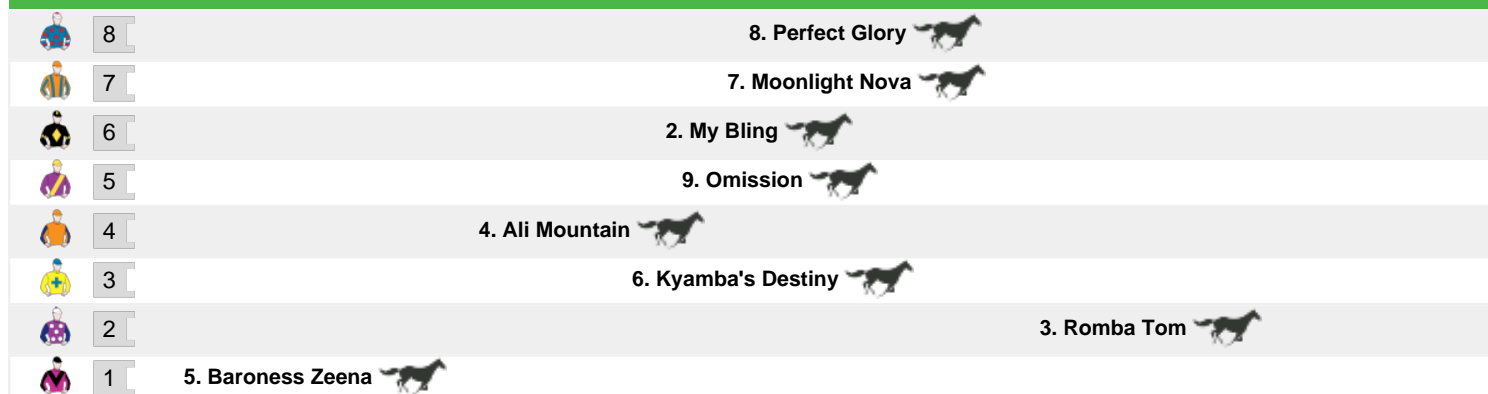 8 8. Perfect Glory
7 7. Moonlight Nova
6 2. My Bling
5 9. Omission
4 4. Ali Mountain
3 6. Kyamba's Destiny
2 3. Romba Tom
1 5. Baroness Zeena